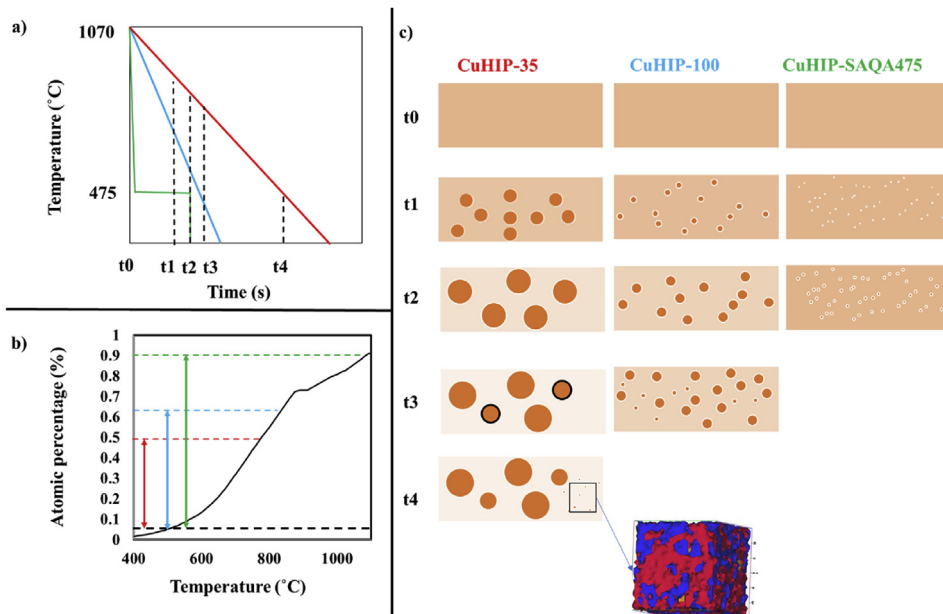 a)
1070
475
Temperature (˚C)
t0
t1
t2
t3
t4
Time (s)
b)
1
0.9
0.8
0.7
0.6
0.5
0.4
0.3
0.2
0.1
0
Atomic percentage (%)
400
600
800
1000
Temperature (˚C)
c)
CuHIP-35
CuHIP-100
CuHIP-SAQA475
t0
t1
t2
t3
t4